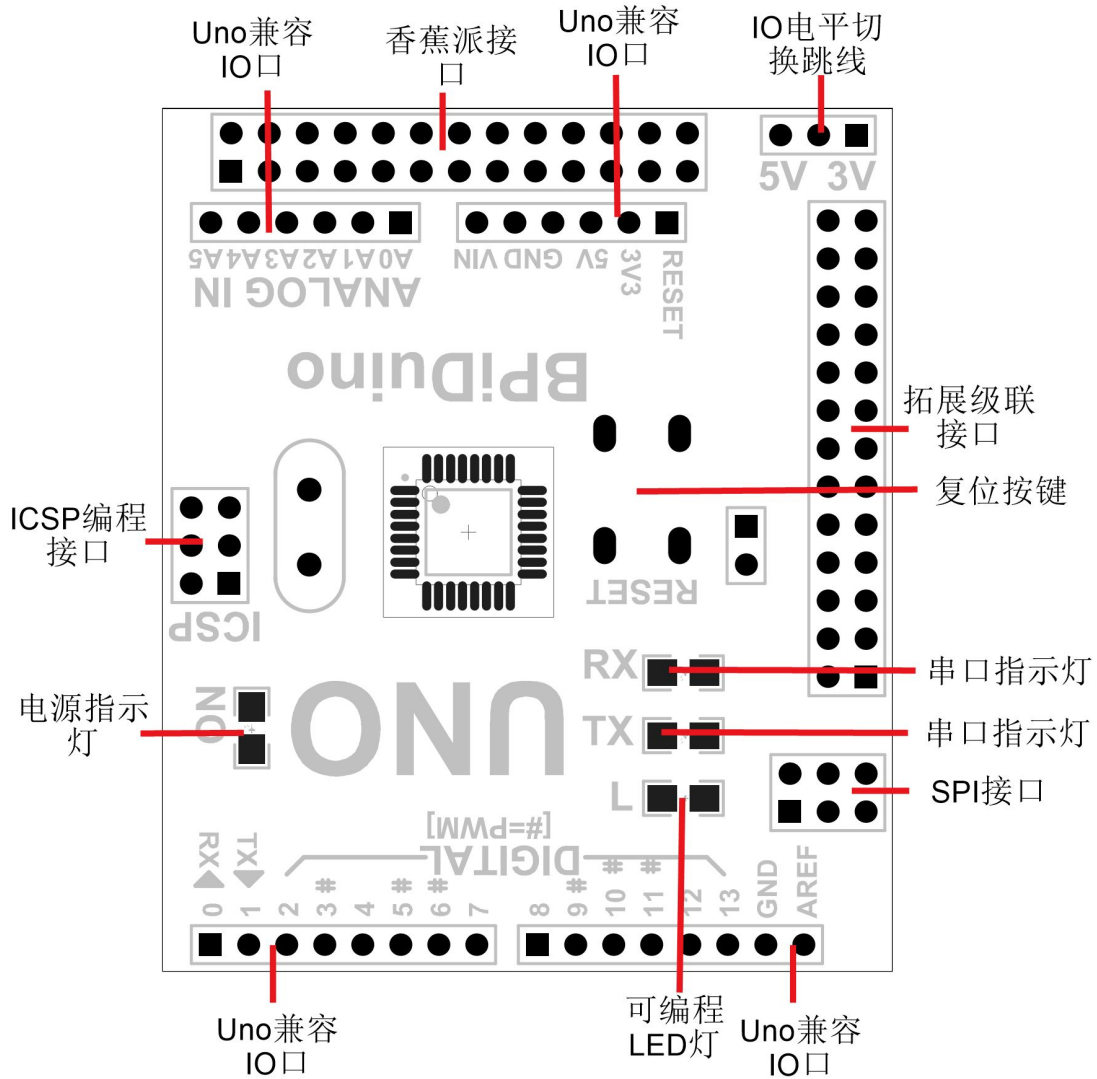 Uno兼容
IO口
香蕉派接
口
Uno兼容
IO口
IO电平切
换跳线
5V 3V
A5 A4 A3 A2 A1 A0
ANALOG IN
VIN GND 5V 3V3 RESET
BPiDuino
拓展级联
接口
复位按键
ICSP编程
接口
ICSP
RESET
RX
串口指示灯
电源指示
灯
ON
UNO
TX
串口指示灯
L
SPI接口
[#=PWM]
DIGITAL
RX TX
0 1 2 3# 4 5# 6# 7 8 9# 10# 11# 12 13 GND AREF
Uno兼容
IO口
可编程
LED灯
Uno兼容
IO口